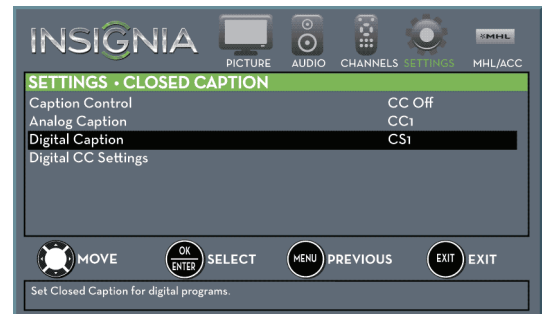 INSIGNIA
PICTURE AUDIO CHANNELS SETTINGS MHL/ACC
MHL
SETTINGS • CLOSED CAPTION
Caption Control CC Off
Analog Caption CC1
Digital Caption CS1
Digital CC Settings
MOVE OK ENTER SELECT MENU PREVIOUS EXIT EXIT
Set Closed Caption for digital programs.